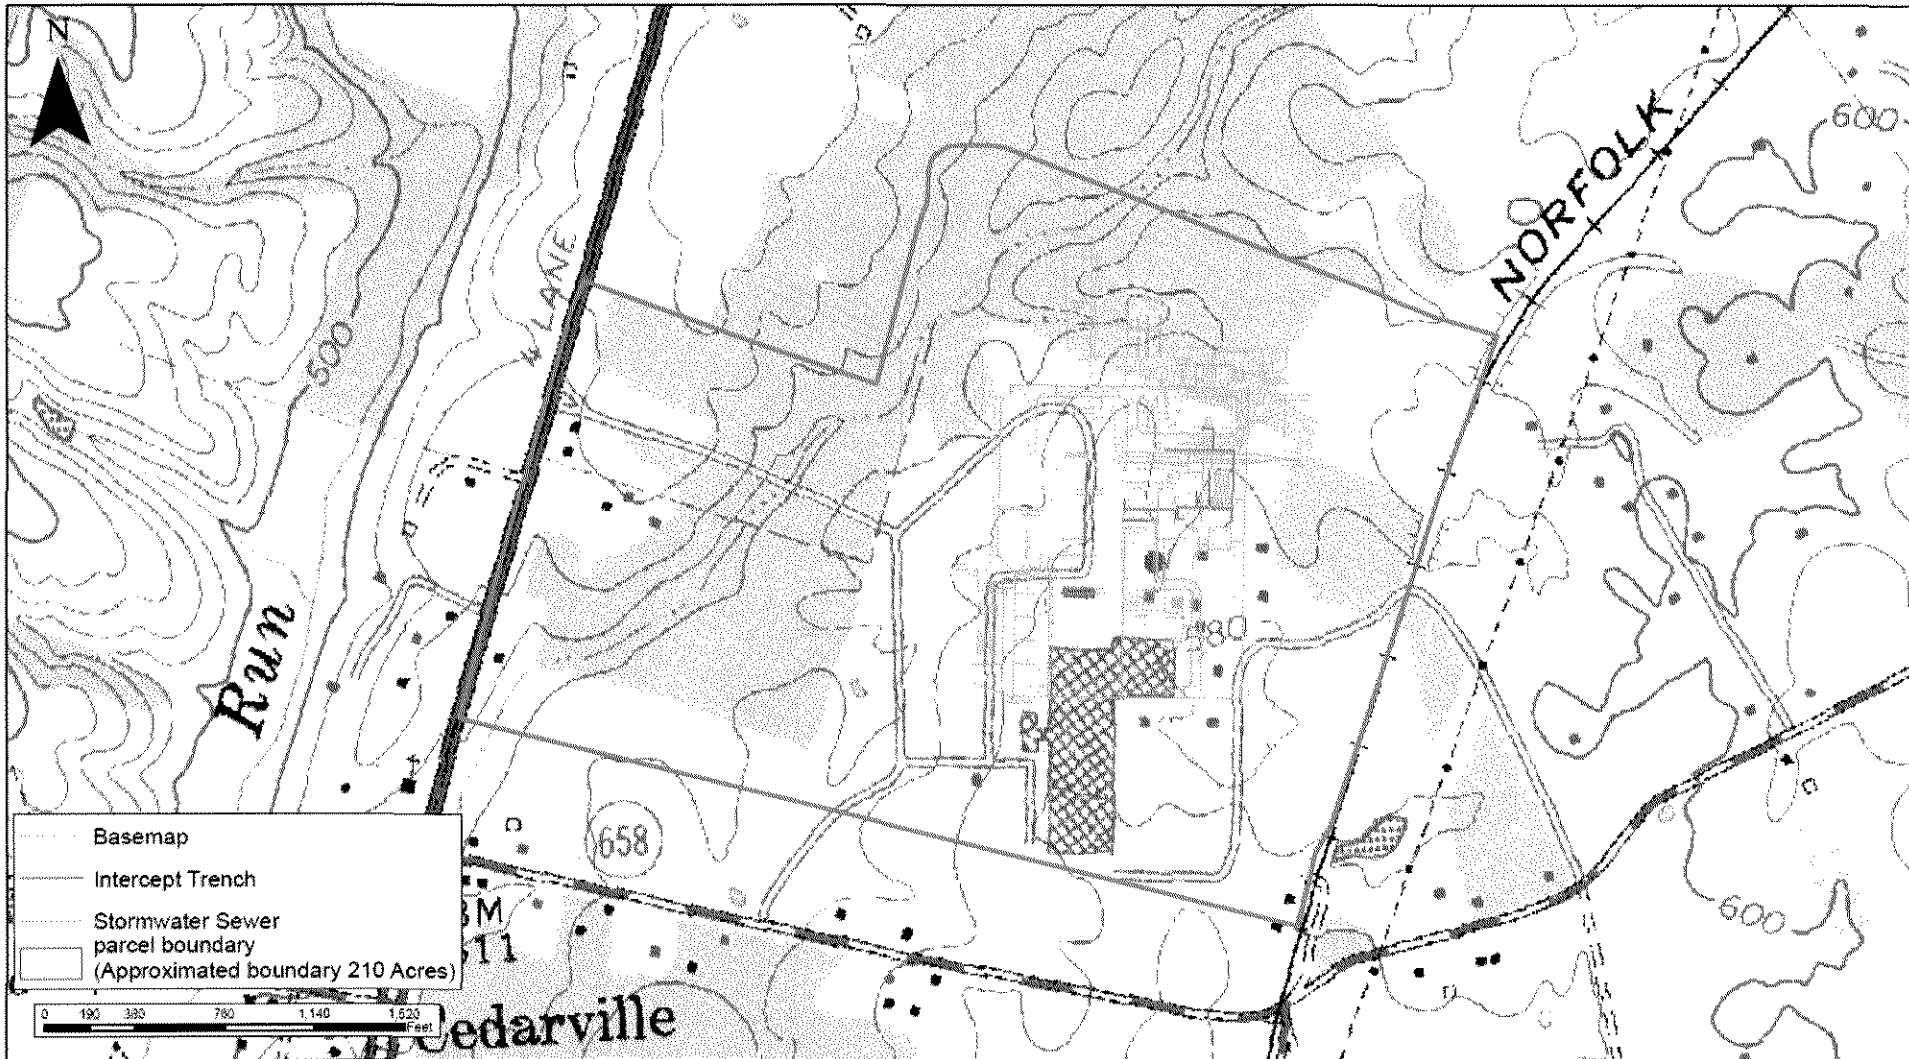 N
NORFOLK
600
4 LANE
500
580
Run
658
Basemap
Intercept Trench
Stormwater Sewer
parcel boundary
(Approximated boundary 210 Acres)
0 190 380 760 1,140 1,520
Feet
BM
511
600
Cedarville